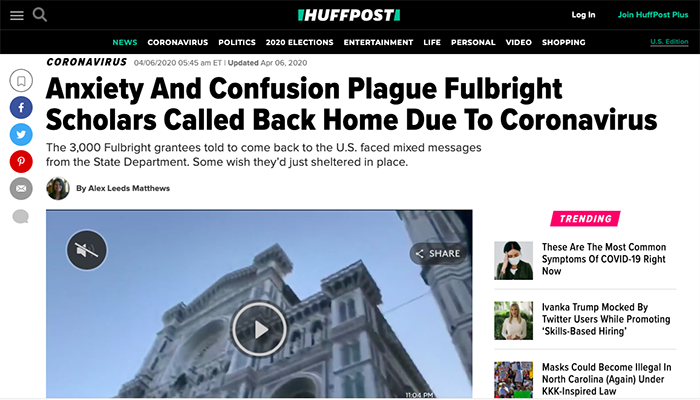 HUFFPOST
Log In
Join HuffPost Plus
NEWS CORONAVIRUS POLITICS 2020 ELECTIONS ENTERTAINMENT LIFE PERSONAL VIDEO SHOPPING
U.S. Edition
CORONAVIRUS 04/06/2020 05:45 am ET | Updated Apr 06, 2020
Anxiety And Confusion Plague Fulbright
Scholars Called Back Home Due To Coronavirus
The 3,000 Fulbright grantees told to come back to the U.S. faced mixed messages
from the State Department. Some wish they'd just sheltered in place.
By Alex Leeds Matthews
SHARE
11:04 PM
TRENDING
These Are The Most Common
Symptoms Of COVID-19 Right
Now
Ivanka Trump Mocked By
Twitter Users While Promoting
‘Skills-Based Hiring’
Masks Could Become Illegal In
North Carolina (Again) Under
KKK-Inspired Law